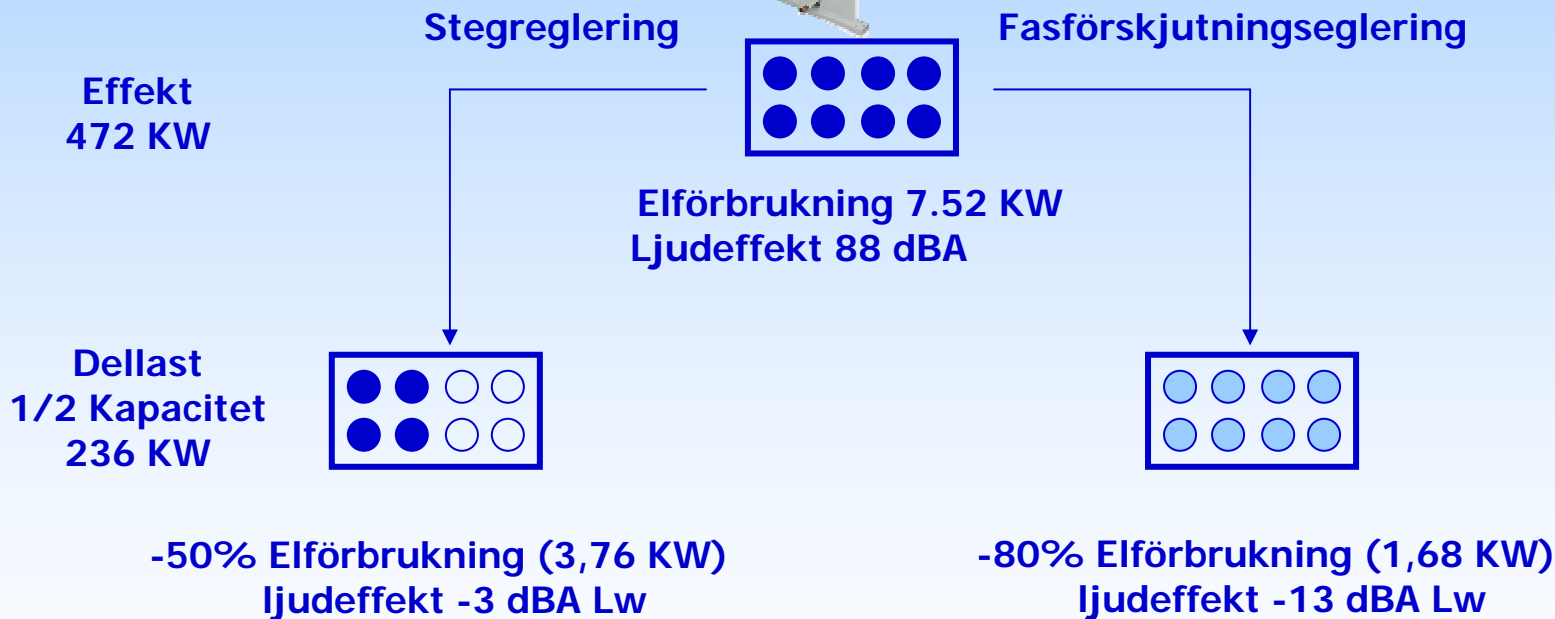 Stegreglering
Fasförskjutningseglering
Effekt
472 KW
Elförbrukning 7.52 KW
Ljudeffekt 88 dBA
Dellast
1/2 Kapacitet
236 KW
-50% Elförbrukning (3,76 KW)
ljudeffekt -3 dBA Lw
-80% Elförbrukning (1,68 KW)
ljudeffekt -13 dBA Lw